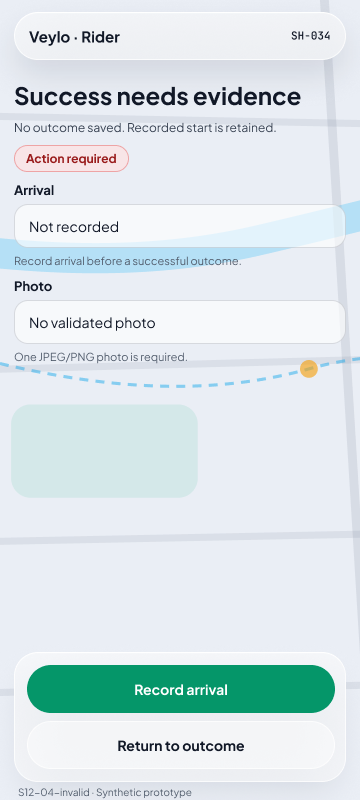 Veylo · Rider
SH-034
Success needs evidence
No outcome saved. Recorded start is retained.
Action required
Arrival
Not recorded
Record arrival before a successful outcome.
Photo
No validated photo
One JPEG/PNG photo is required.
Record arrival
Return to outcome
S12-04-invalid · Synthetic prototype